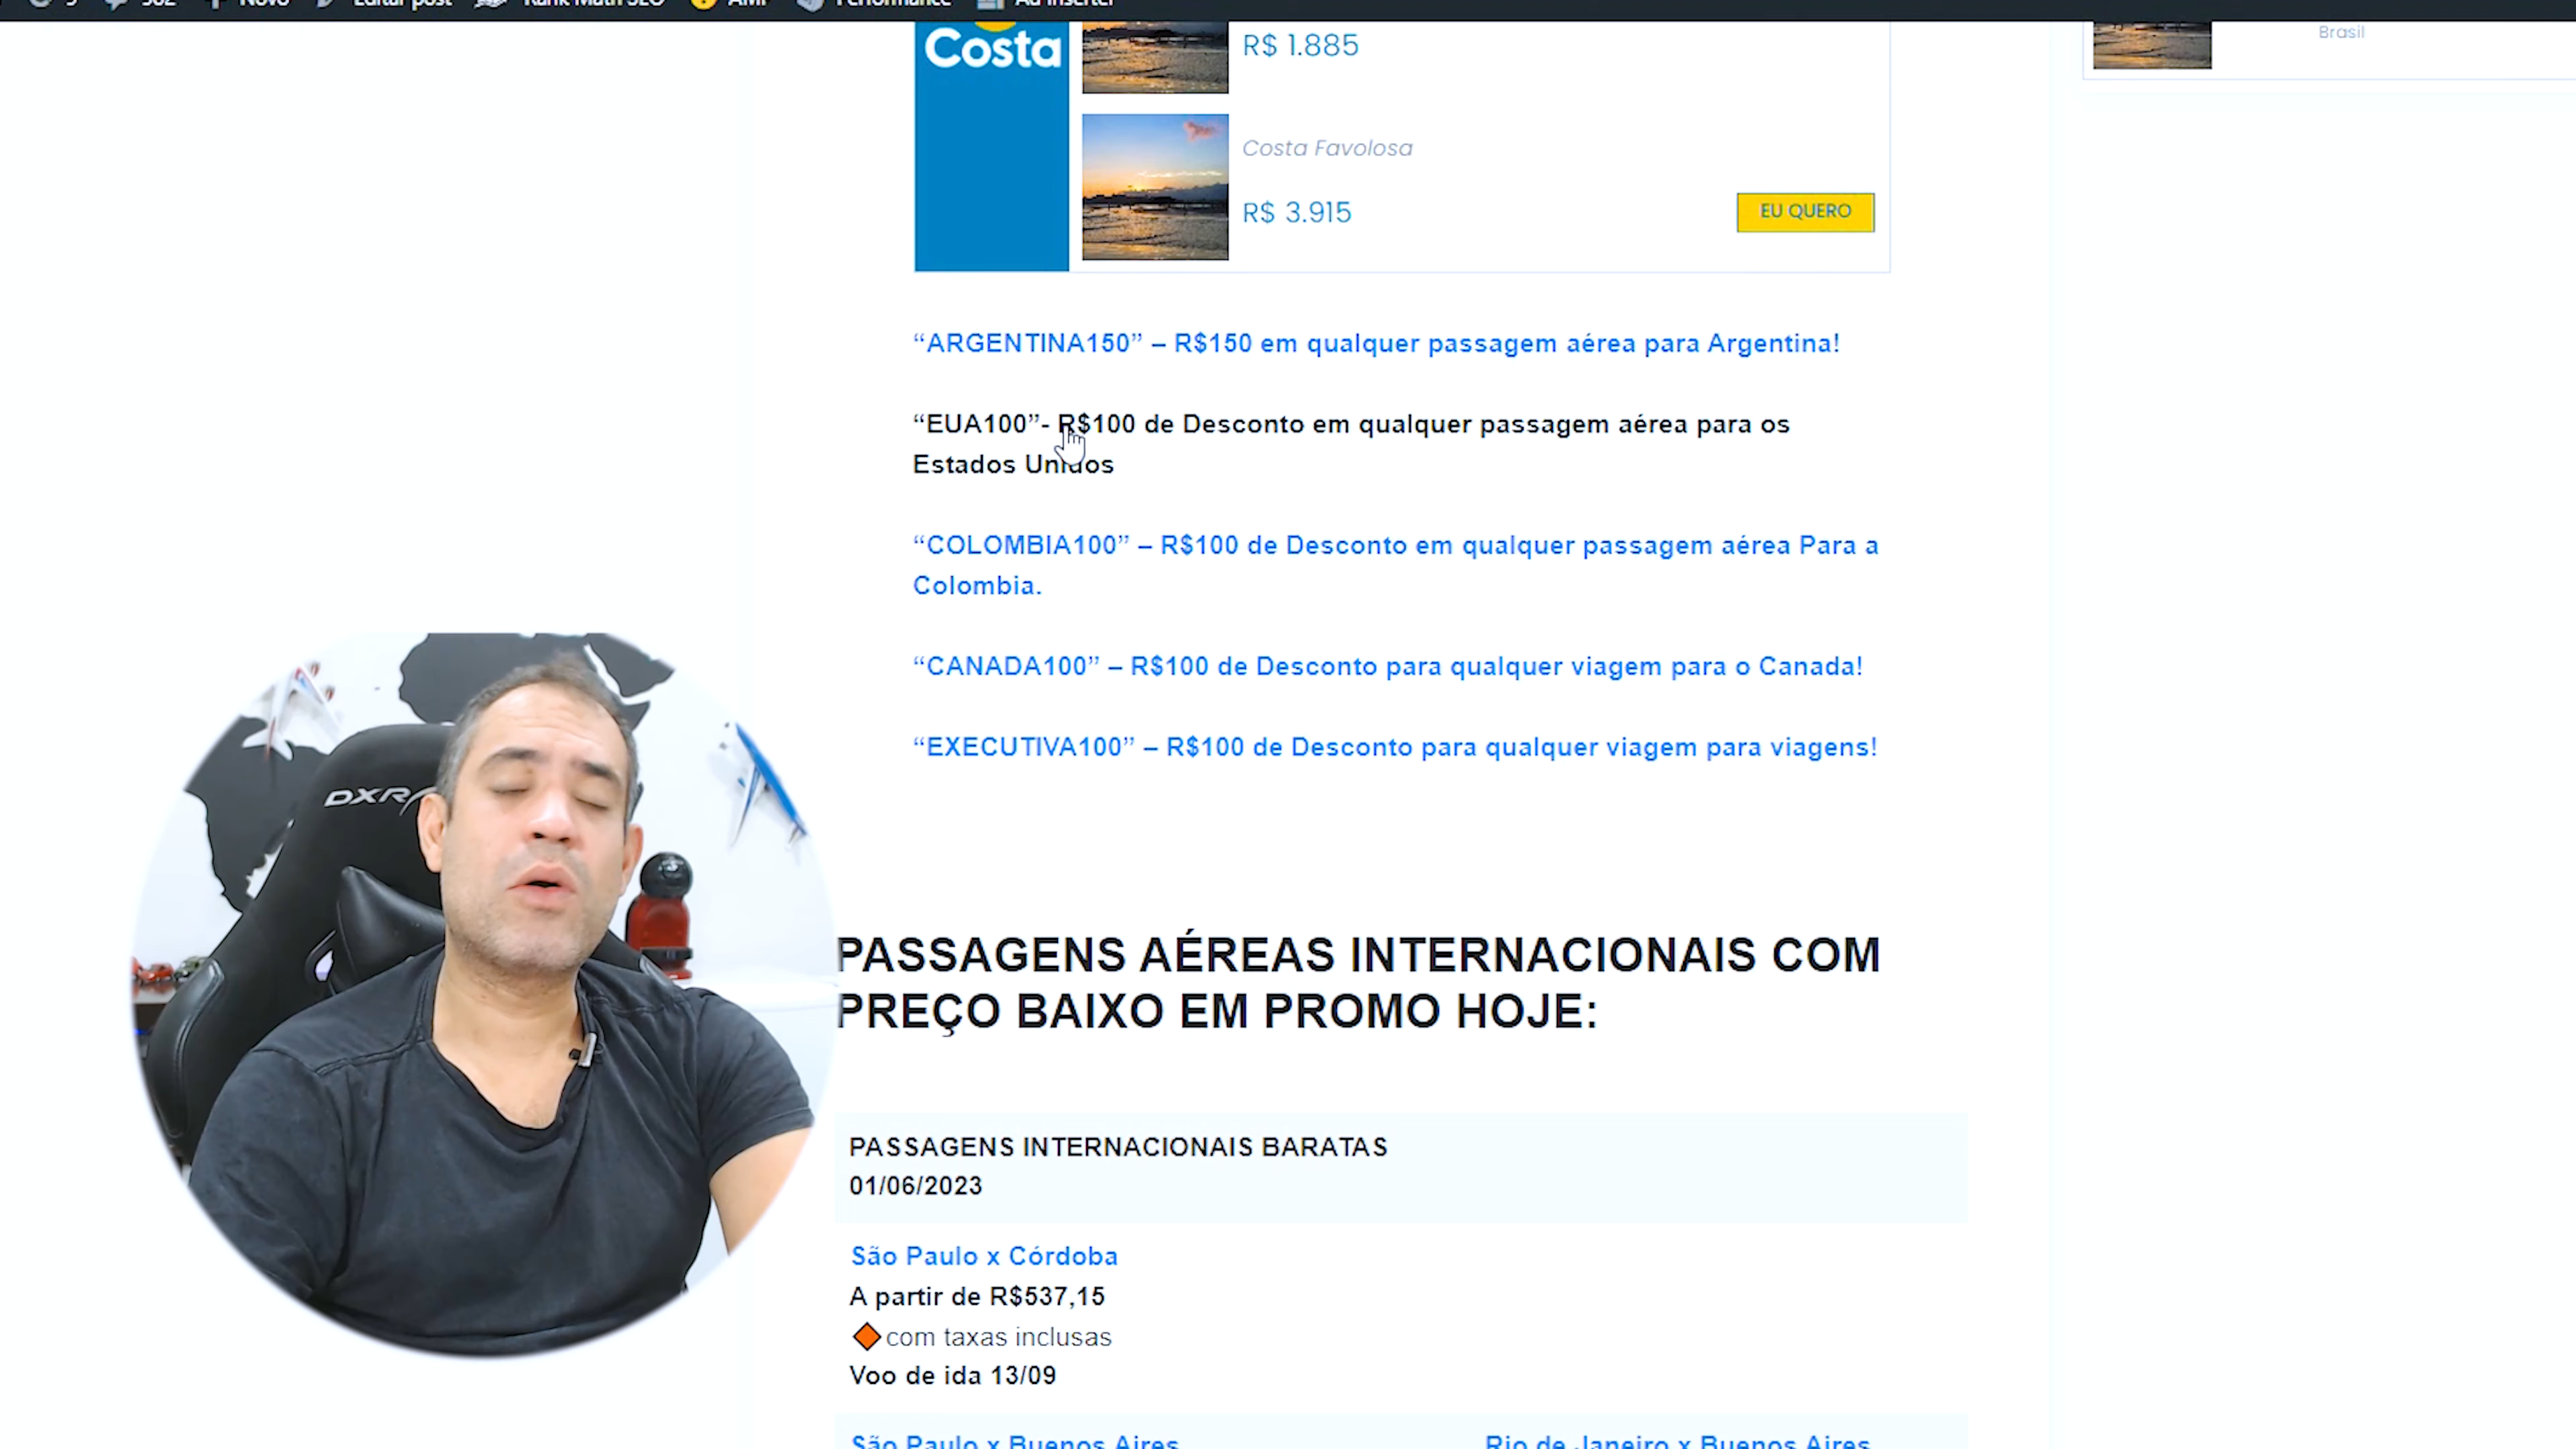 Novo Editar post Rank Math SEO AMP Performance Ad Inserter
Costa
R$ 1.885
Brasil
Costa Favolosa
R$ 3.915
EU QUERO
“ARGENTINA150” – R$150 em qualquer passagem aérea para Argentina!
“EUA100”- R$100 de Desconto em qualquer passagem aérea para os
Estados Unidos
“COLOMBIA100” – R$100 de Desconto em qualquer passagem aérea Para a
Colombia.
“CANADA100” – R$100 de Desconto para qualquer viagem para o Canada!
“EXECUTIVA100” – R$100 de Desconto para qualquer viagem para viagens!
DXR
PASSAGENS AÉREAS INTERNACIONAIS COM
PREÇO BAIXO EM PROMO HOJE:
PASSAGENS INTERNACIONAIS BARATAS
01/06/2023
São Paulo x Córdoba
A partir de R$537,15
com taxas inclusas
Voo de ida 13/09
São Paulo x Buenos Aires
Rio de Janeiro x Buenos Aires